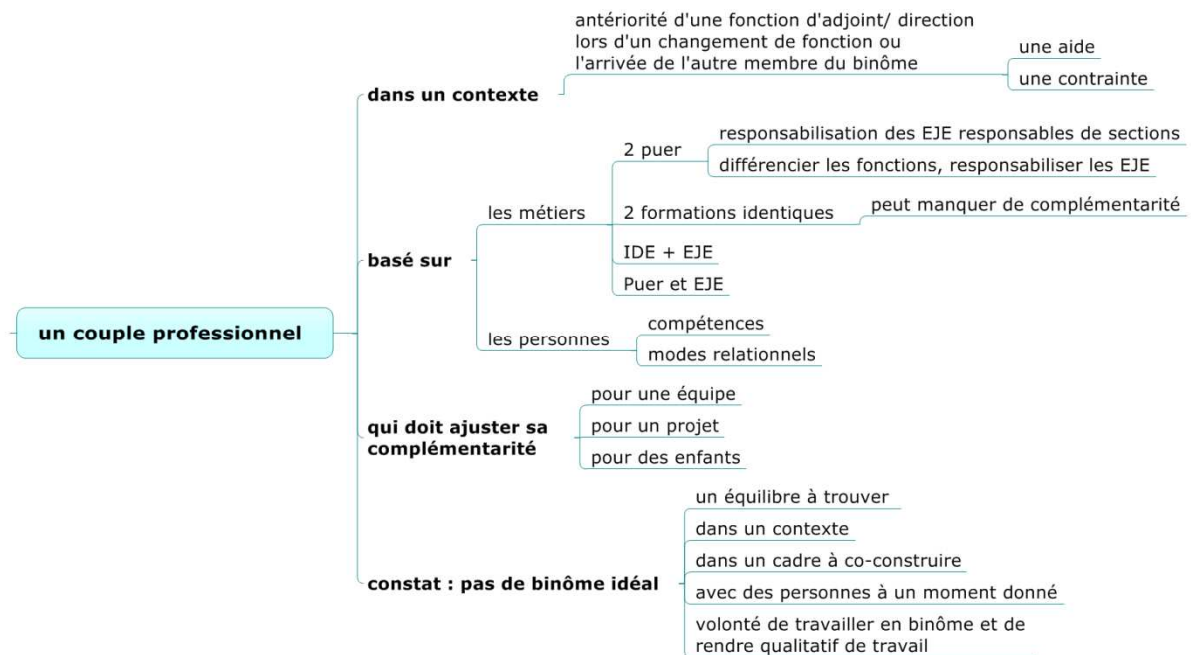 un couple professionnel
dans un contexte
antériorité d'une fonction d'adjoint/ direction
lors d'un changement de fonction ou
l'arrivée de l'autre membre du binôme
une aide
une contrainte
basé sur
les métiers
2 puer
responsabilisation des EJE responsables de sections
différencier les fonctions, responsabiliser les EJE
2 formations identiques
peut manquer de complémentarité
IDE + EJE
Puer et EJE
les personnes
compétences
modes relationnels
qui doit ajuster sa
complémentarité
pour une équipe
pour un projet
pour des enfants
constat : pas de binôme idéal
un équilibre à trouver
dans un contexte
dans un cadre à co-construire
avec des personnes à un moment donné
volonté de travailler en binôme et de
rendre qualitatif de travail